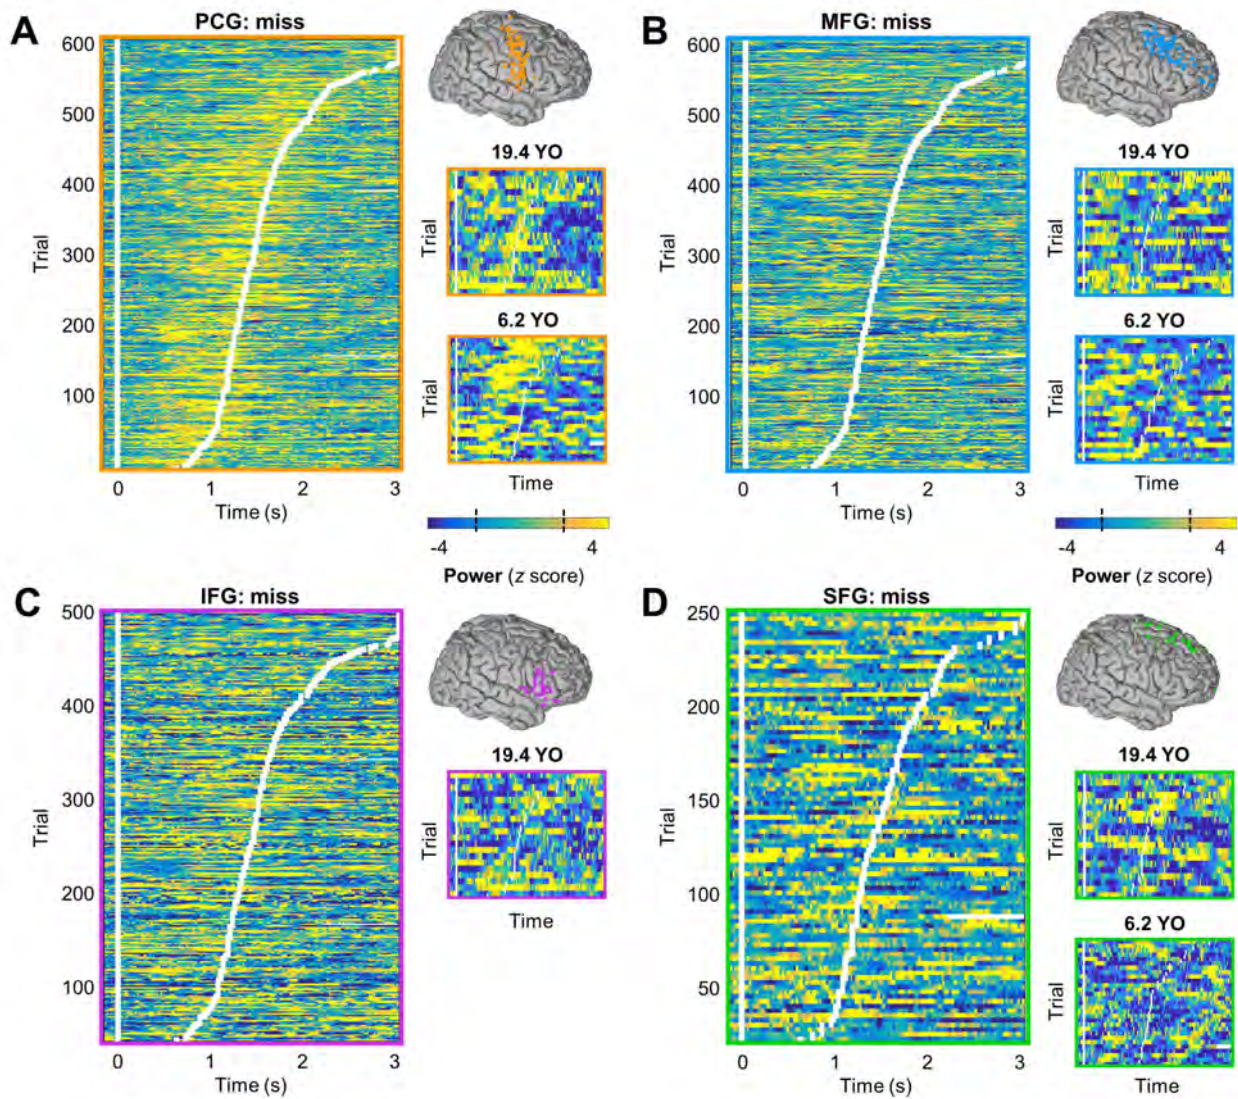 A
PCG: miss
600
500
400
300
200
100
Trial
0 1 2 3
Time (s)
19.4 YO
Trial
6.2 YO
Trial
Time
-4 4
Power (z score)
B
MFG: miss
600
500
400
300
200
100
Trial
0 1 2 3
Time (s)
19.4 YO
Trial
6.2 YO
Trial
Time
-4 4
Power (z score)
C
IFG: miss
500
400
300
200
100
Trial
0 1 2 3
Time (s)
19.4 YO
Trial
Time
D
SFG: miss
250
200
150
100
50
Trial
0 1 2 3
Time (s)
19.4 YO
Trial
6.2 YO
Trial
Time